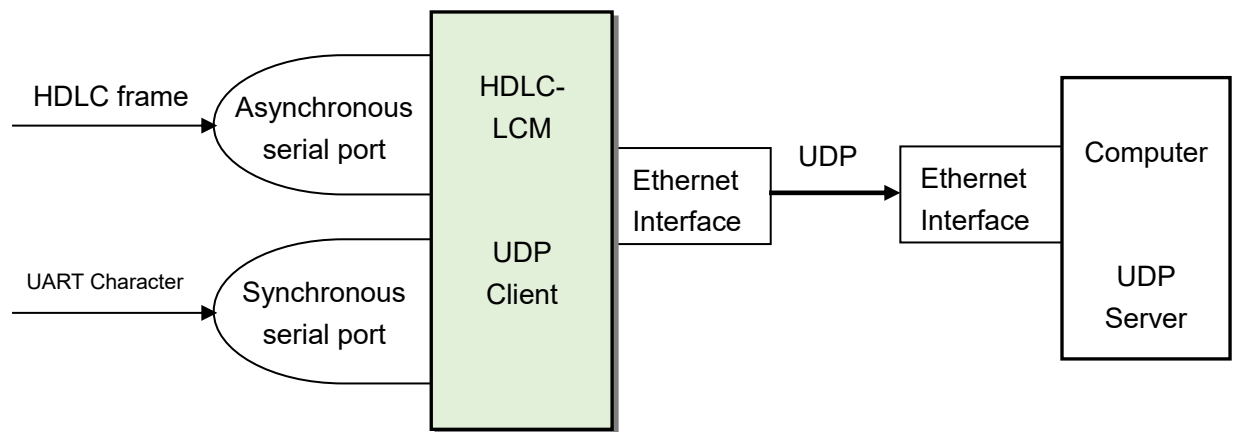 HDLC frame
Asynchronous
serial port
HDLC-
LCM
Ethernet
Interface
UDP
Ethernet
Interface
Computer
UART Character
Synchronous
serial port
UDP
Client
UDP
Server